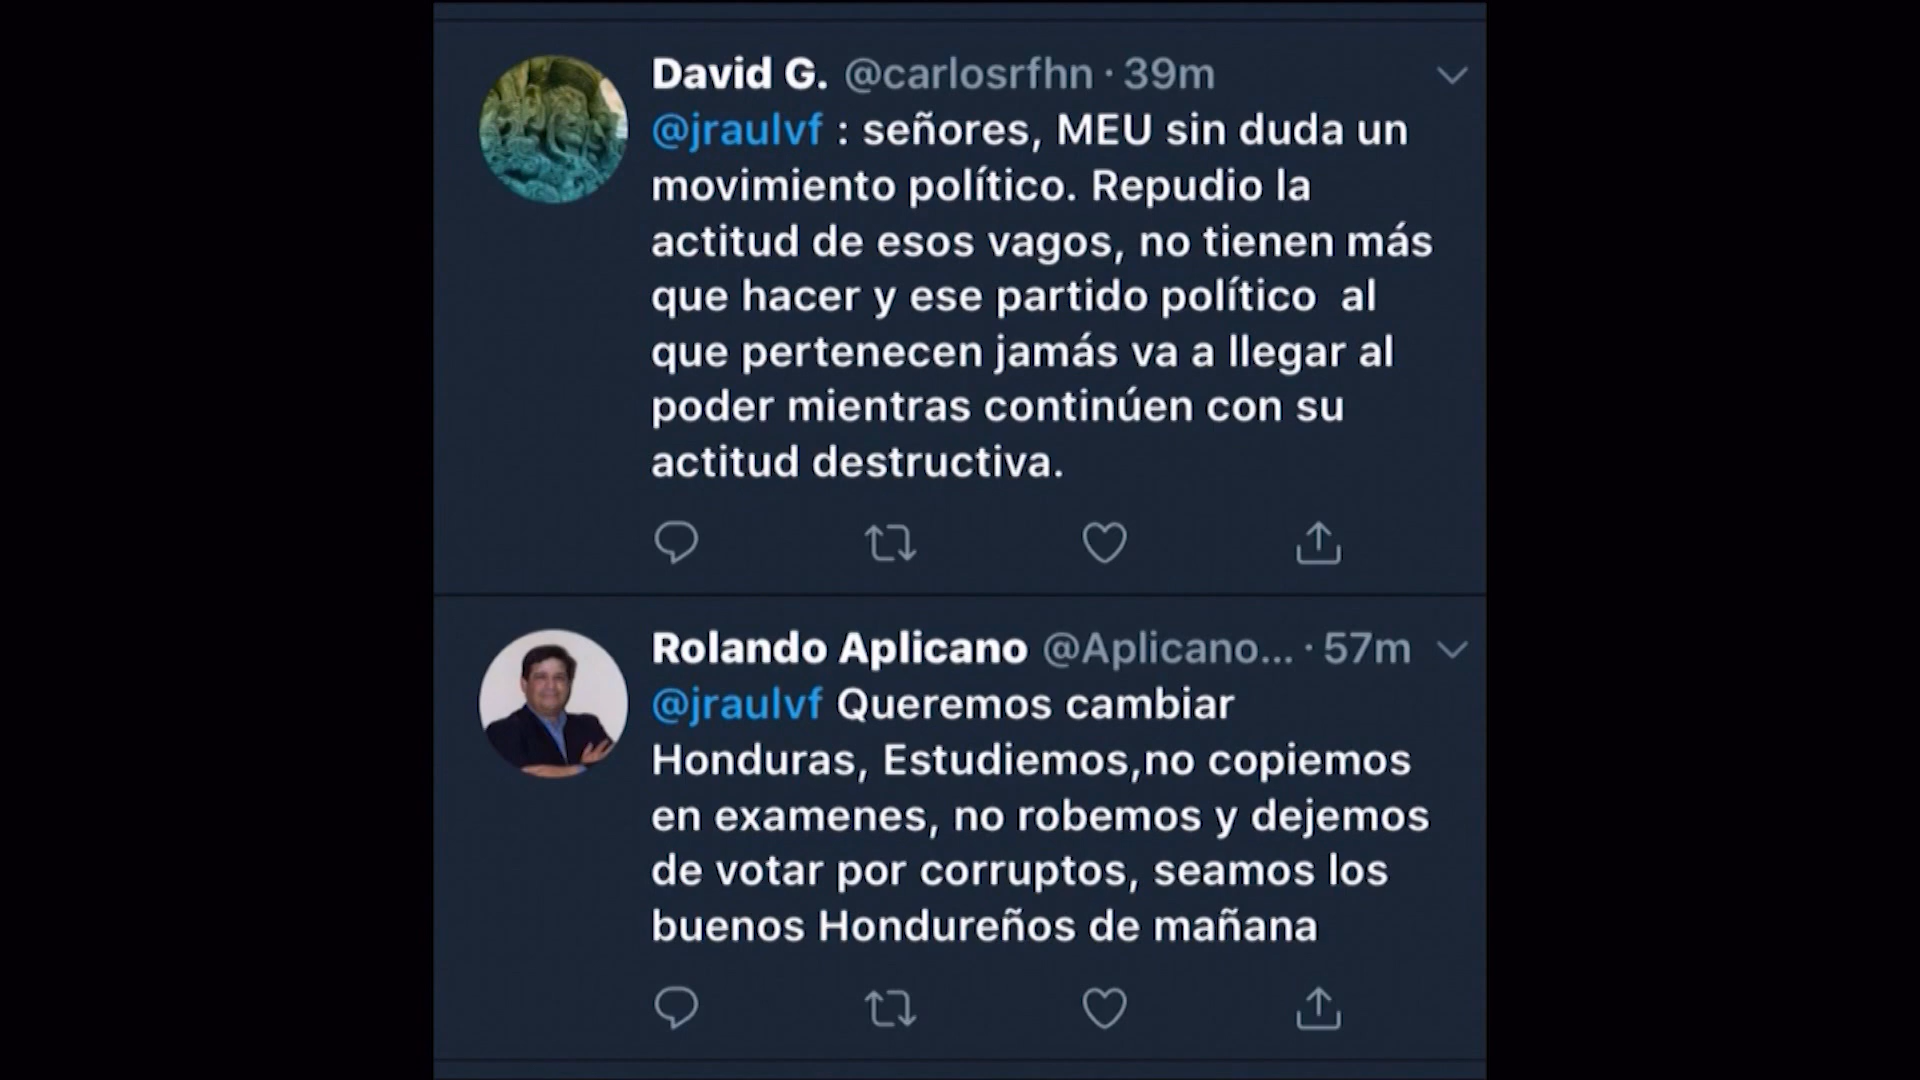 David G. @carlosrfhn · 39m
@jraulvf : señores, MEU sin duda un
movimiento político. Repudio la
actitud de esos vagos, no tienen más
que hacer y ese partido político  al
que pertenecen jamás va a llegar al
poder mientras continúen con su
actitud destructiva.
Rolando Aplicano @Aplicano... · 57m
@jraulvf Queremos cambiar
Honduras, Estudiemos,no copiemos
en examenes, no robemos y dejemos
de votar por corruptos, seamos los
buenos Hondureños de mañana